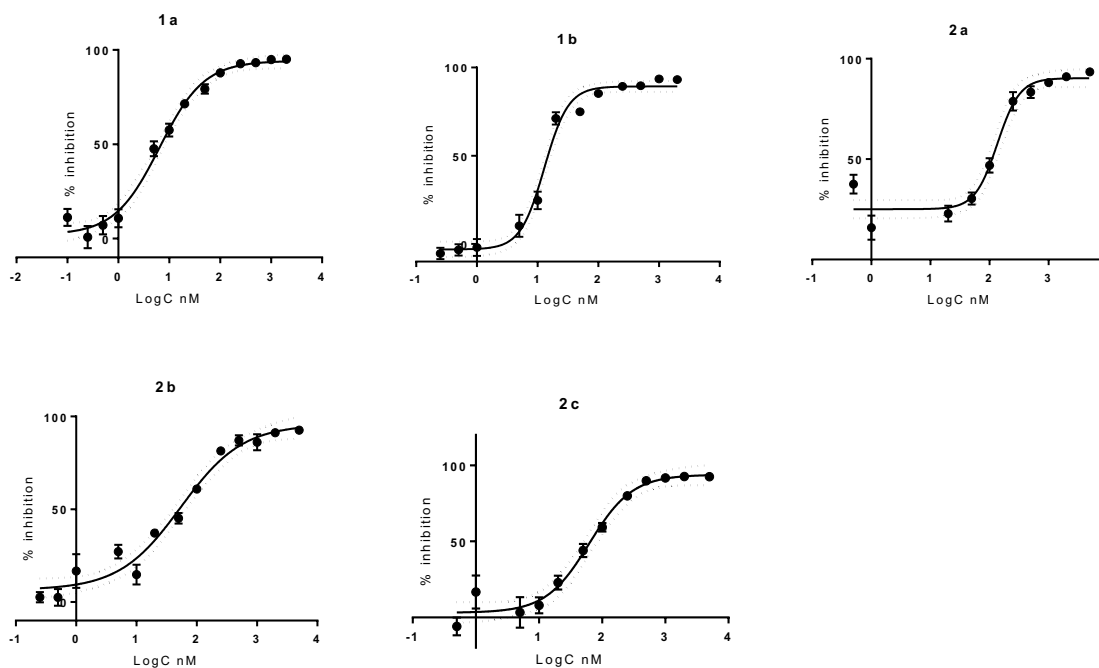 1a
100
50
0
% inhibition
-2 -1 0 1 2 3 4
LogC nM
1b
100
50
0
% inhibition
-1 0 1 2 3 4
LogC nM
2a
100
50
% inhibition
-1 0 1 2 3
LogC nM
2b
100
50
0
% inhibition
-1 0 1 2 3 4
LogC nM
2c
100
50
% inhibition
-1 0 1 2 3 4
LogC nM